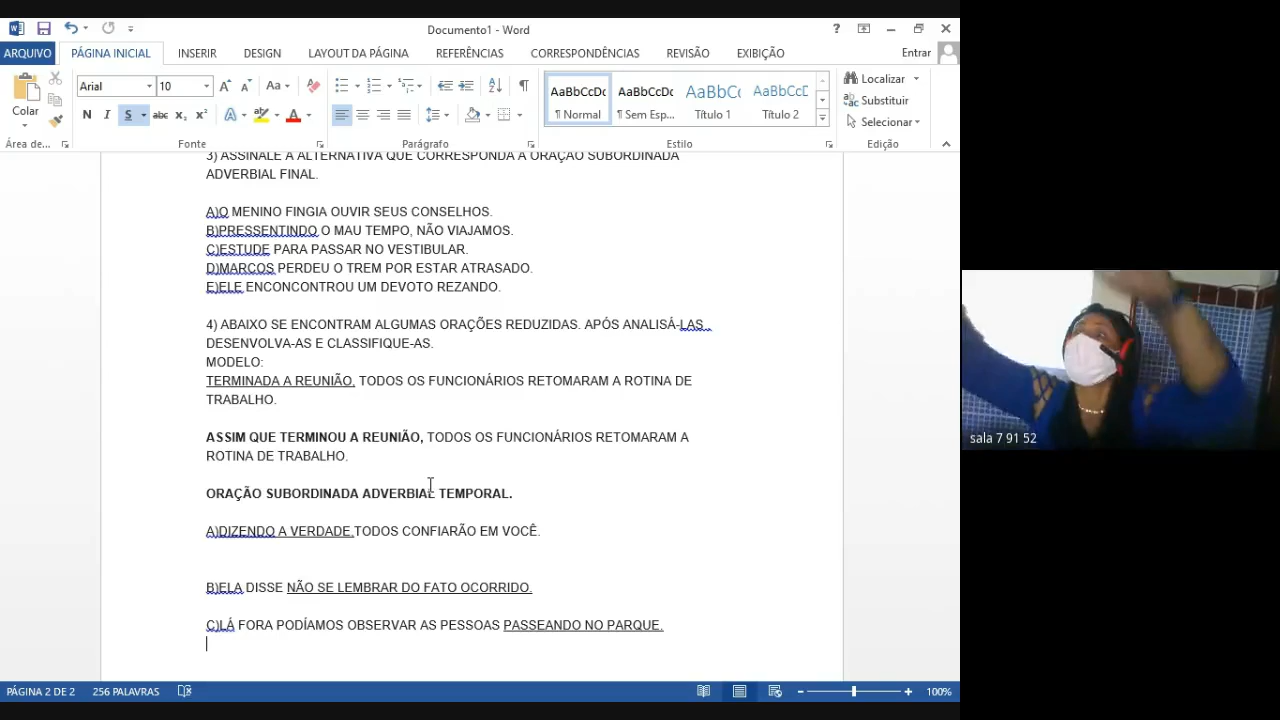 Documento1 - Word
ARQUIVO PÁGINA INICIAL INSERIR DESIGN LAYOUT DA PÁGINA REFERÊNCIAS CORRESPONDÊNCIAS REVISÃO EXIBIÇÃO Entrar
Colar
Arial 10
Aa
N I S abc x₂ x² A A
AaBbCcDc AaBbCcDc AaBbC( AaBbCcD
¶ Normal ¶ Sem Esp... Título 1 Título 2
Localizar
Substituir
Selecionar
Área de... Fonte Parágrafo Estilo Edição
3) ASSINALE A ALTERNATIVA QUE CORRESPONDA A ORAÇÃO SUBORDINADA
ADVERBIAL FINAL.
A)O MENINO FINGIA OUVIR SEUS CONSELHOS.
B)PRESSENTINDO O MAU TEMPO, NÃO VIAJAMOS.
C)ESTUDE PARA PASSAR NO VESTIBULAR.
D)MARCOS PERDEU O TREM POR ESTAR ATRASADO.
E)ELE ENCONCONTROU UM DEVOTO REZANDO.
4) ABAIXO SE ENCONTRAM ALGUMAS ORAÇÕES REDUZIDAS. APÓS ANALISÁ-LAS ,
DESENVOLVA-AS E CLASSIFIQUE-AS.
MODELO:
TERMINADA A REUNIÃO, TODOS OS FUNCIONÁRIOS RETOMARAM A ROTINA DE
TRABALHO.
ASSIM QUE TERMINOU A REUNIÃO, TODOS OS FUNCIONÁRIOS RETOMARAM A
ROTINA DE TRABALHO.
ORAÇÃO SUBORDINADA ADVERBIAL TEMPORAL.
A)DIZENDO A VERDADE,TODOS CONFIARÃO EM VOCÊ.
B)ELA DISSE NÃO SE LEMBRAR DO FATO OCORRIDO.
C)LÁ FORA PODÍAMOS OBSERVAR AS PESSOAS PASSEANDO NO PARQUE.
sala 7 91 52
PÁGINA 2 DE 2 256 PALAVRAS 100%